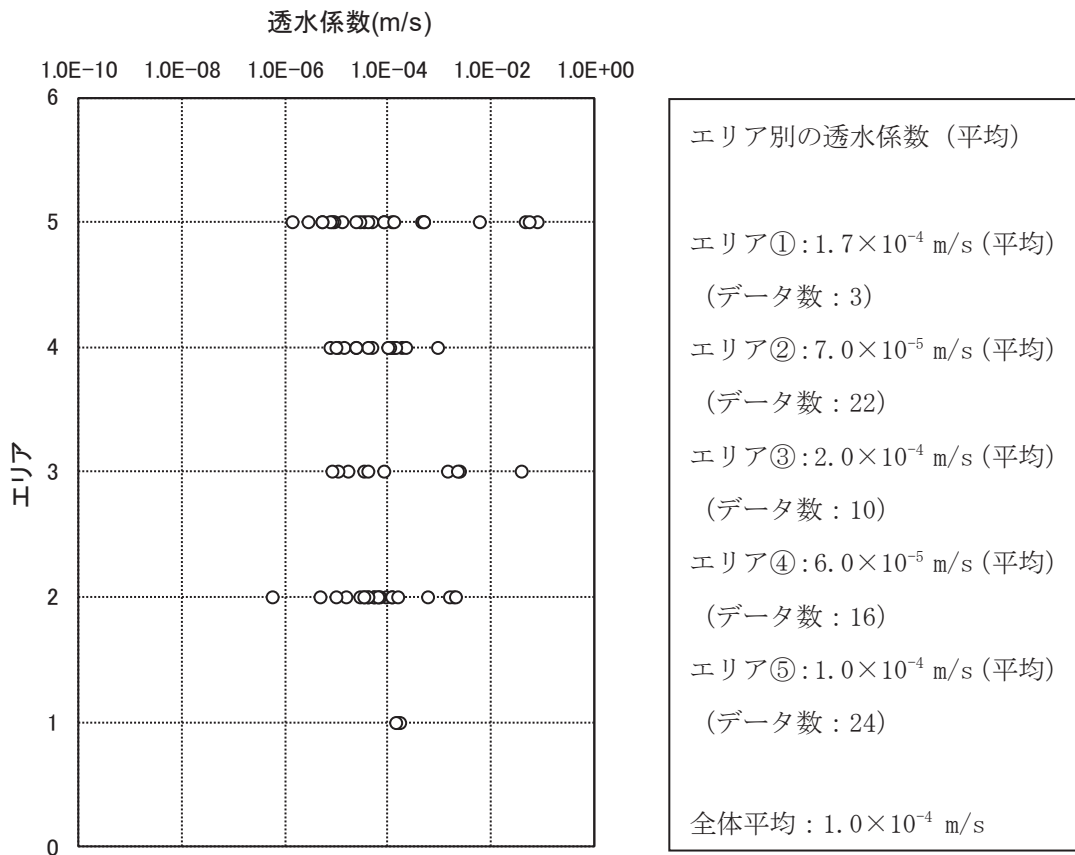 透水係数(m/s)
1.0E-10 1.0E-08 1.0E-06 1.0E-04 1.0E-02 1.0E+00
6
5
4
3
2
1
0
エリア
エリア別の透水係数（平均）
エリア①:1.7×10⁻⁴ m/s(平均)
（データ数：3）
エリア②:7.0×10⁻⁵ m/s(平均)
（データ数：22）
エリア③:2.0×10⁻⁴ m/s(平均)
（データ数：10）
エリア④:6.0×10⁻⁵ m/s(平均)
（データ数：16）
エリア⑤:1.0×10⁻⁴ m/s(平均)
（データ数：24）
全体平均：1.0×10⁻⁴ m/s